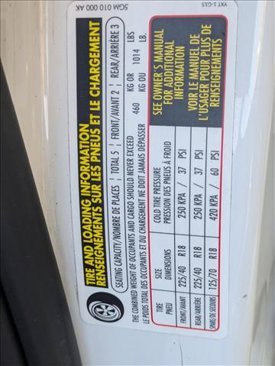 TIRE AND LOADING INFORMATION
RENSEIGNEMENTS SUR LES PNEUS ET LE CHARGEMENT
SEATING CAPACITY/NOMBRE DE PLACES | TOTAL 5 | FRONT/AVANT 2 | REAR/ARRIÈRE 3
THE COMBINED WEIGHT OF OCCUPANTS AND CARGO SHOULD NEVER EXCEED
LE POIDS TOTAL DES OCCUPANTS ET DU CHARGEMENT NE DOIT JAMAIS DÉPASSER
460 KG OR 1014 LB.
KG OU
TIRE PNEU
SIZE DIMENSIONS
COLD TIRE PRESSURE
PRESSION DES PNEUS À FROID
FRONT/AVANT 225/40 R18 250 KPA / 37 PSI
REAR/ARRIÈRE 225/40 R18 250 KPA / 37 PSI
125/70 R18 420 KPA / 60 PSI
SEE OWNER'S MANUAL
FOR ADDITIONAL
INFORMATION
VOIR LE MANUEL DE
L'USAGER POUR PLUS DE
RENSEIGNEMENTS
5GM 010 000 AK